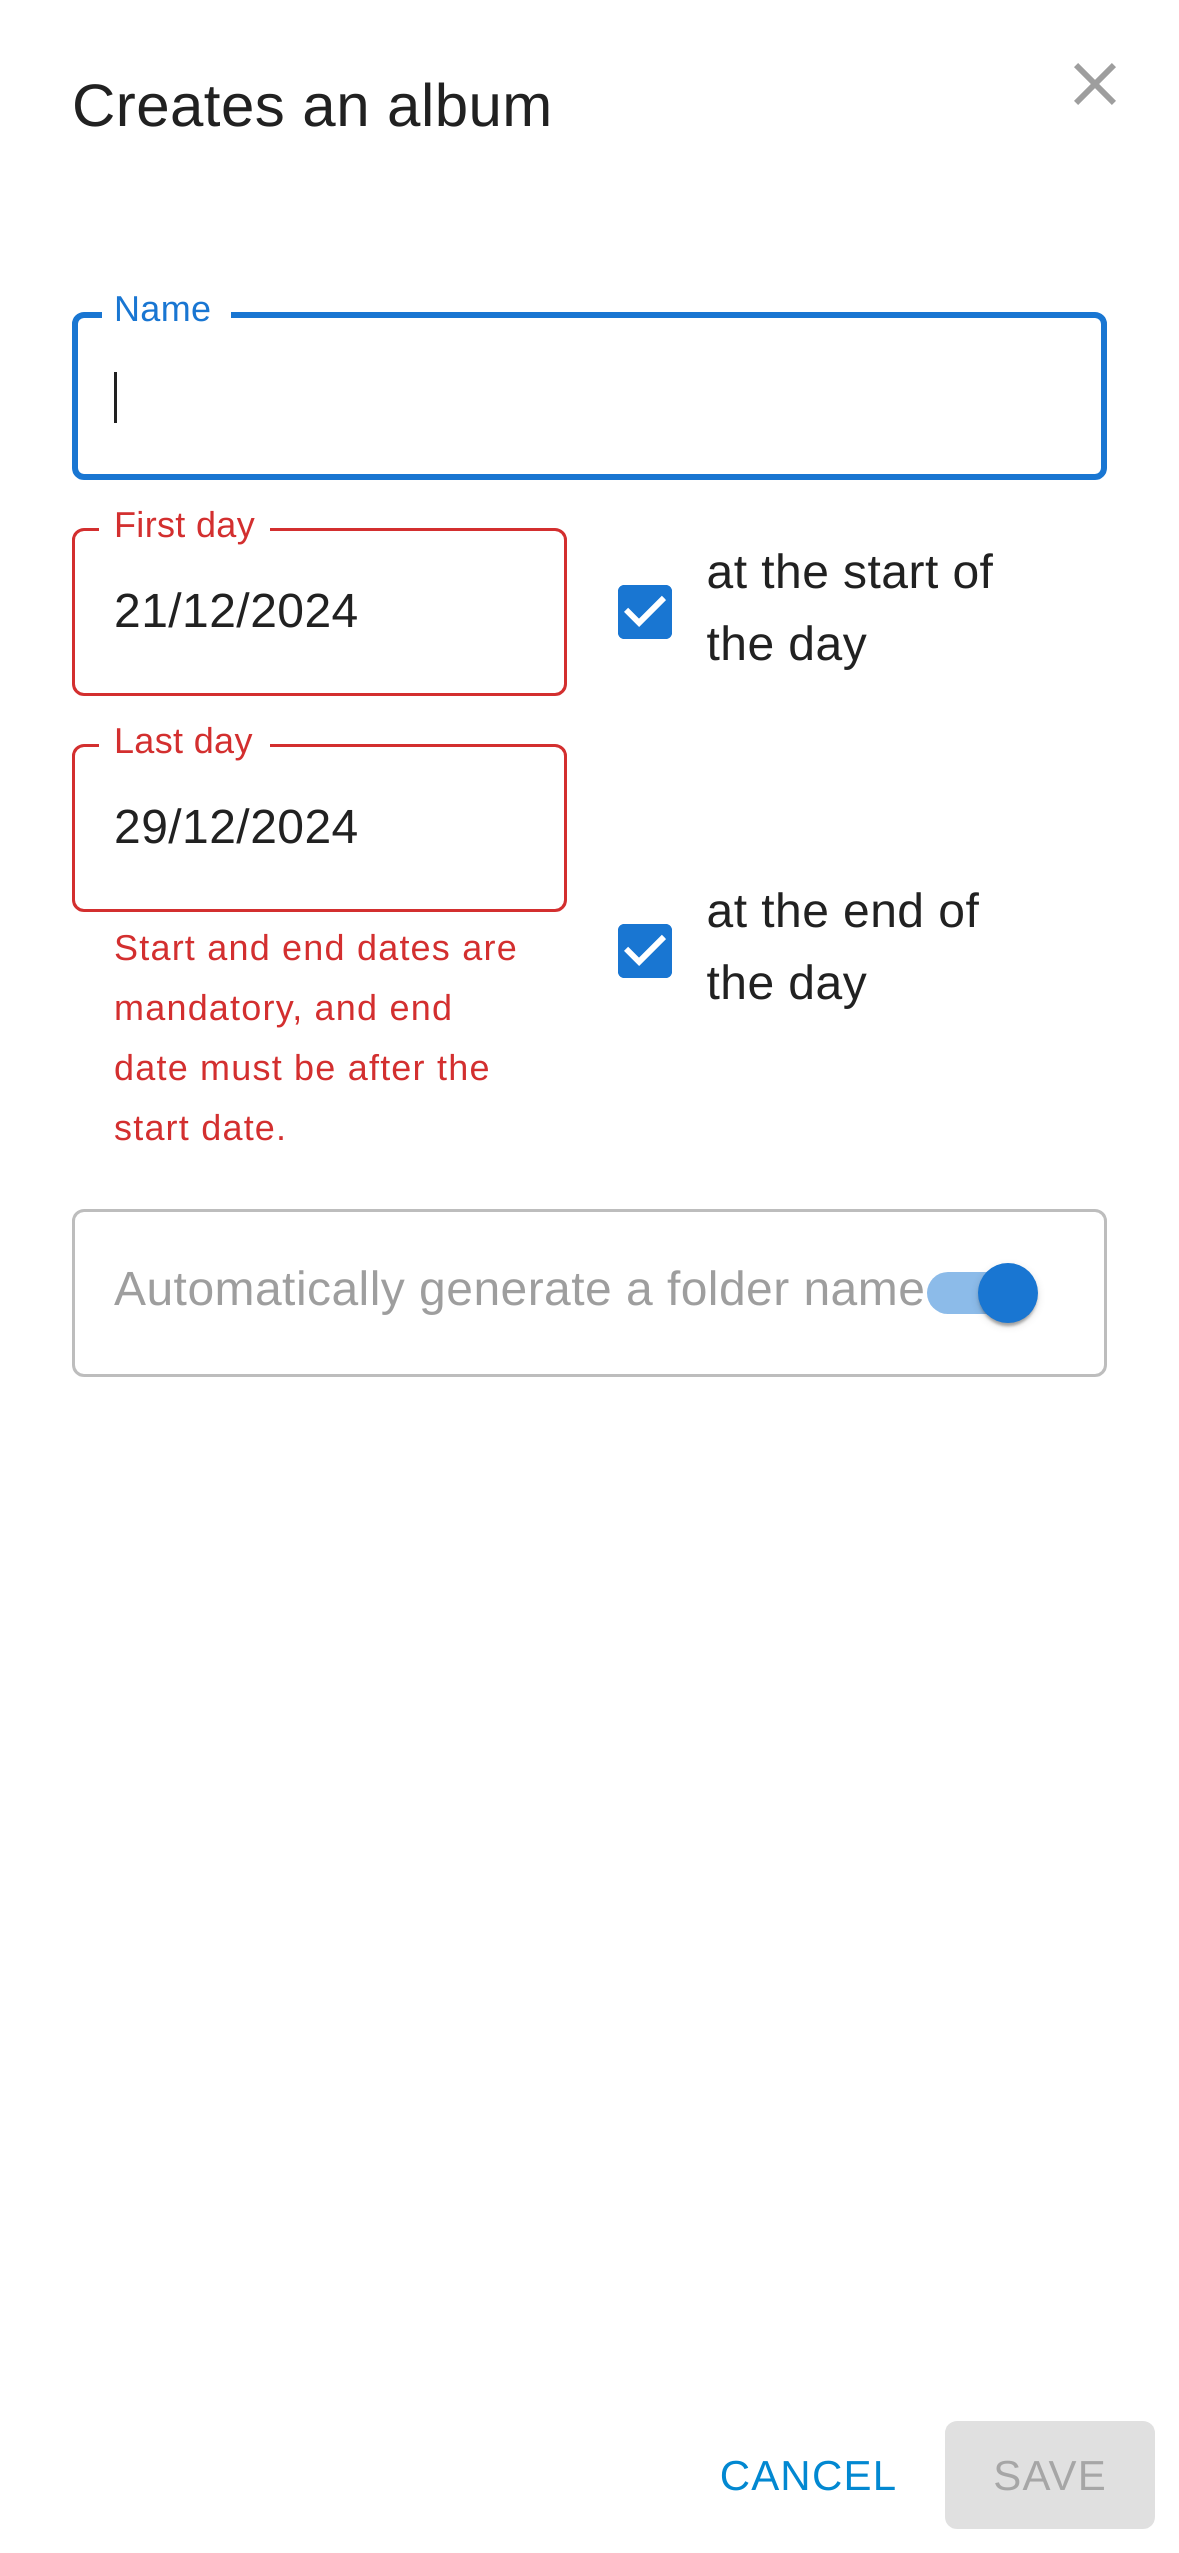 Creates an album
Name
First day
21/12/2024
at the start of
the day
Last day
29/12/2024
Start and end dates are
mandatory, and end
date must be after the
start date.
at the end of
the day
Automatically generate a folder name
CANCEL
SAVE